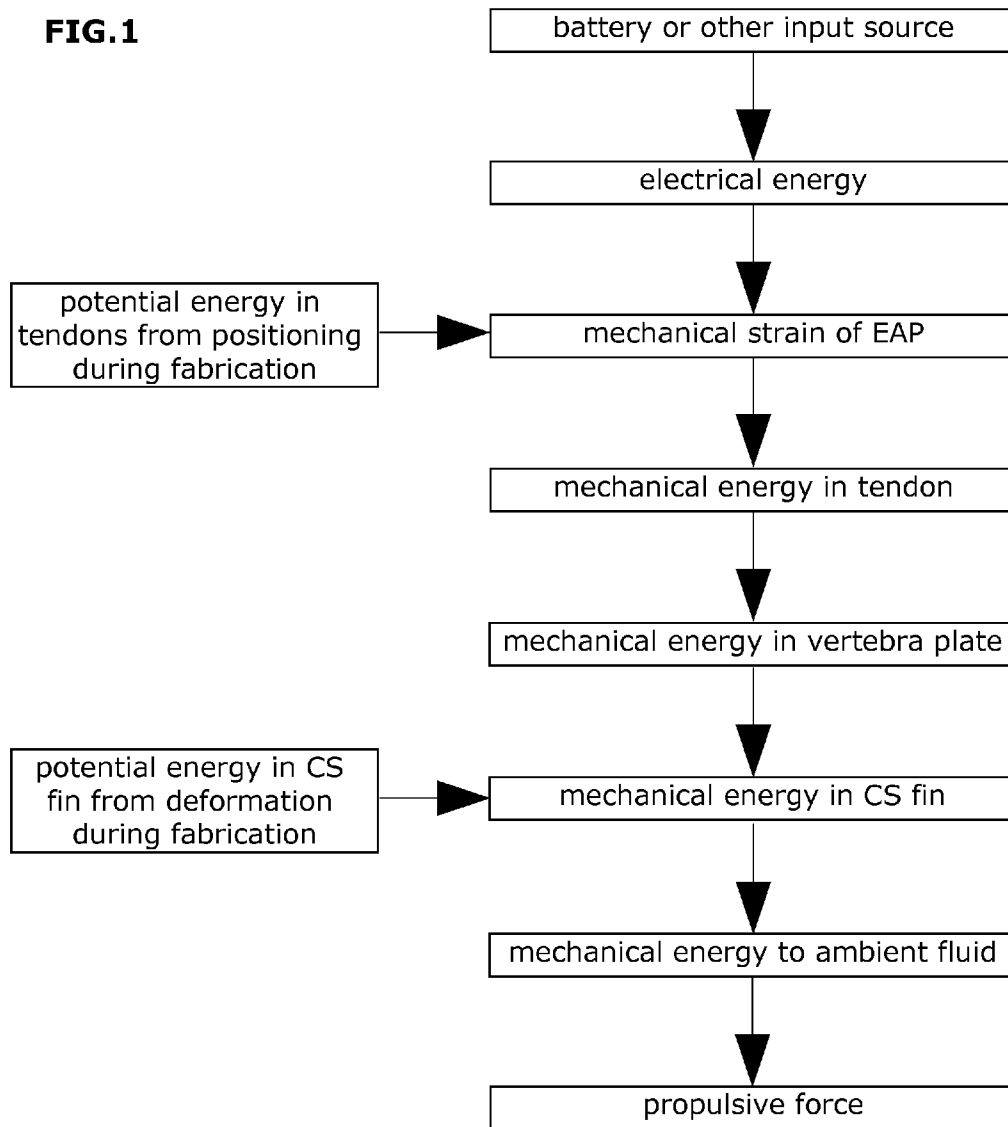 FIG.1
battery or other input source
electrical energy
potential energy in
tendons from positioning
during fabrication
mechanical strain of EAP
mechanical energy in tendon
mechanical energy in vertebra plate
potential energy in CS
fin from deformation
during fabrication
mechanical energy in CS fin
mechanical energy to ambient fluid
propulsive force